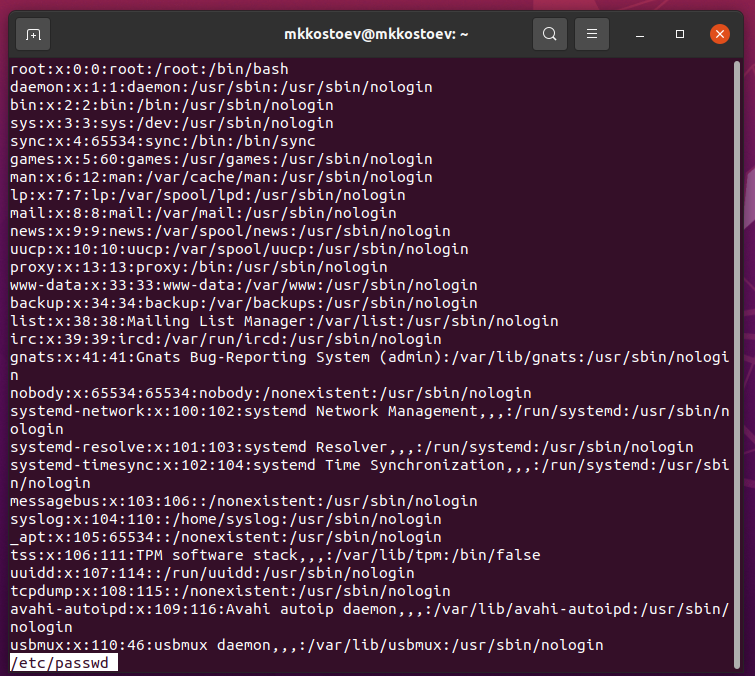 mkkostoev@mkkostoev: ~
root:x:0:0:root:/root:/bin/bash
daemon:x:1:1:daemon:/usr/sbin:/usr/sbin/nologin
bin:x:2:2:bin:/bin:/usr/sbin/nologin
sys:x:3:3:sys:/dev:/usr/sbin/nologin
sync:x:4:65534:sync:/bin:/bin/sync
games:x:5:60:games:/usr/games:/usr/sbin/nologin
man:x:6:12:man:/var/cache/man:/usr/sbin/nologin
lp:x:7:7:lp:/var/spool/lpd:/usr/sbin/nologin
mail:x:8:8:mail:/var/mail:/usr/sbin/nologin
news:x:9:9:news:/var/spool/news:/usr/sbin/nologin
uucp:x:10:10:uucp:/var/spool/uucp:/usr/sbin/nologin
proxy:x:13:13:proxy:/bin:/usr/sbin/nologin
www-data:x:33:33:www-data:/var/www:/usr/sbin/nologin
backup:x:34:34:backup:/var/backups:/usr/sbin/nologin
list:x:38:38:Mailing List Manager:/var/list:/usr/sbin/nologin
irc:x:39:39:ircd:/var/run/ircd:/usr/sbin/nologin
gnats:x:41:41:Gnats Bug-Reporting System (admin):/var/lib/gnats:/usr/sbin/nologi
n
nobody:x:65534:65534:nobody:/nonexistent:/usr/sbin/nologin
systemd-network:x:100:102:systemd Network Management,,,:/run/systemd:/usr/sbin/n
ologin
systemd-resolve:x:101:103:systemd Resolver,,,:/run/systemd:/usr/sbin/nologin
systemd-timesync:x:102:104:systemd Time Synchronization,,,:/run/systemd:/usr/sbi
n/nologin
messagebus:x:103:106::/nonexistent:/usr/sbin/nologin
syslog:x:104:110::/home/syslog:/usr/sbin/nologin
_apt:x:105:65534::/nonexistent:/usr/sbin/nologin
tss:x:106:111:TPM software stack,,,:/var/lib/tpm:/bin/false
uuidd:x:107:114::/run/uuidd:/usr/sbin/nologin
tcpdump:x:108:115::/nonexistent:/usr/sbin/nologin
avahi-autoipd:x:109:116:Avahi autoip daemon,,,:/var/lib/avahi-autoipd:/usr/sbin/
nologin
usbmux:x:110:46:usbmux daemon,,,:/var/lib/usbmux:/usr/sbin/nologin
/etc/passwd